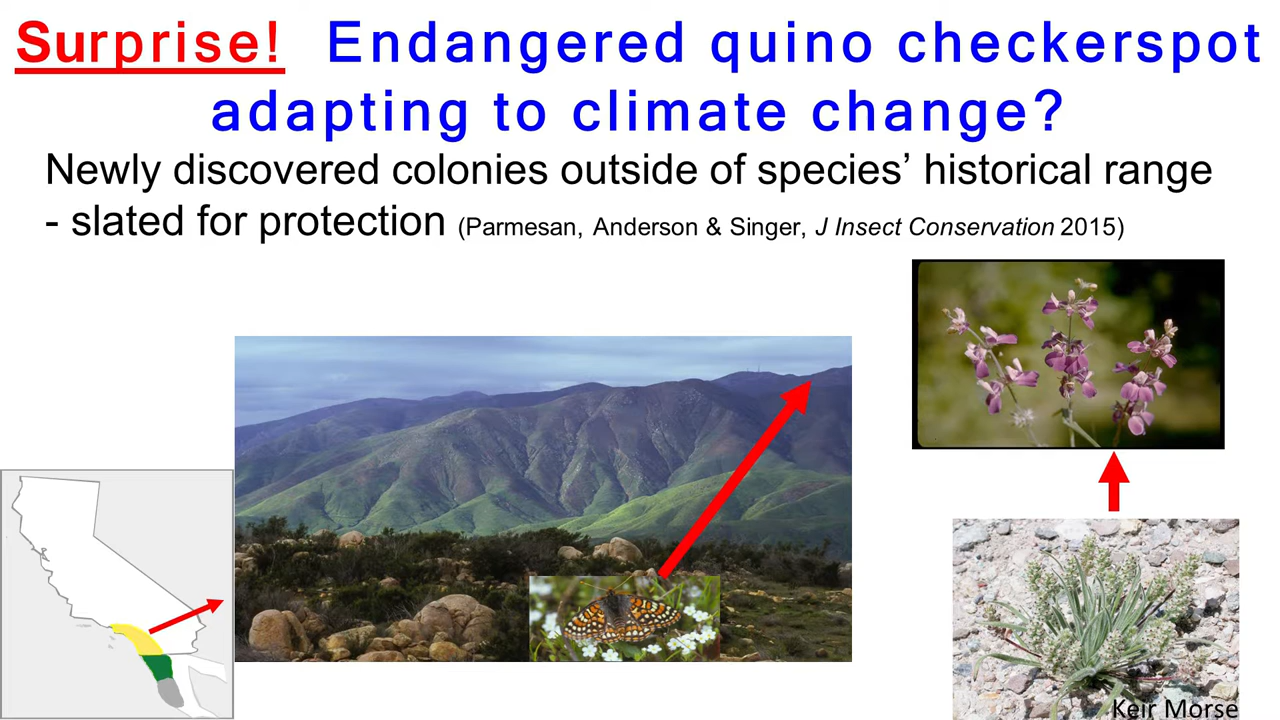 Surprise! Endangered quino checkerspot
adapting to climate change?
Newly discovered colonies outside of species’ historical range
- slated for protection (Parmesan, Anderson & Singer, J Insect Conservation 2015)
Keir Morse